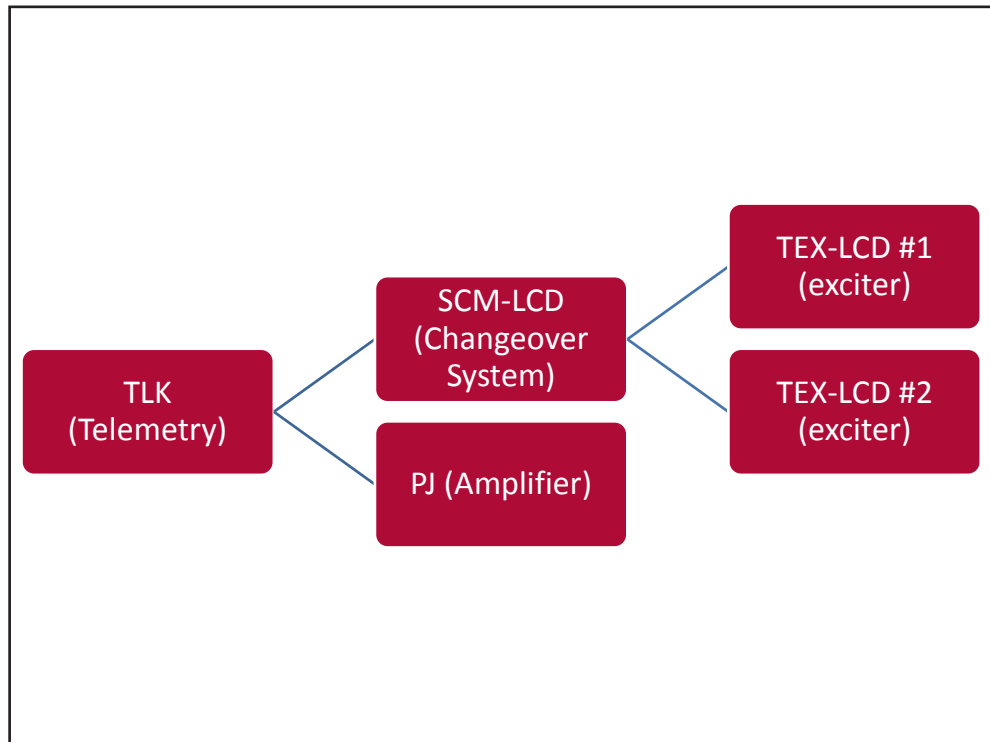 TLK
(Telemetry)
SCM-LCD
(Changeover
System)
PJ (Amplifier)
TEX-LCD #1
(exciter)
TEX-LCD #2
(exciter)